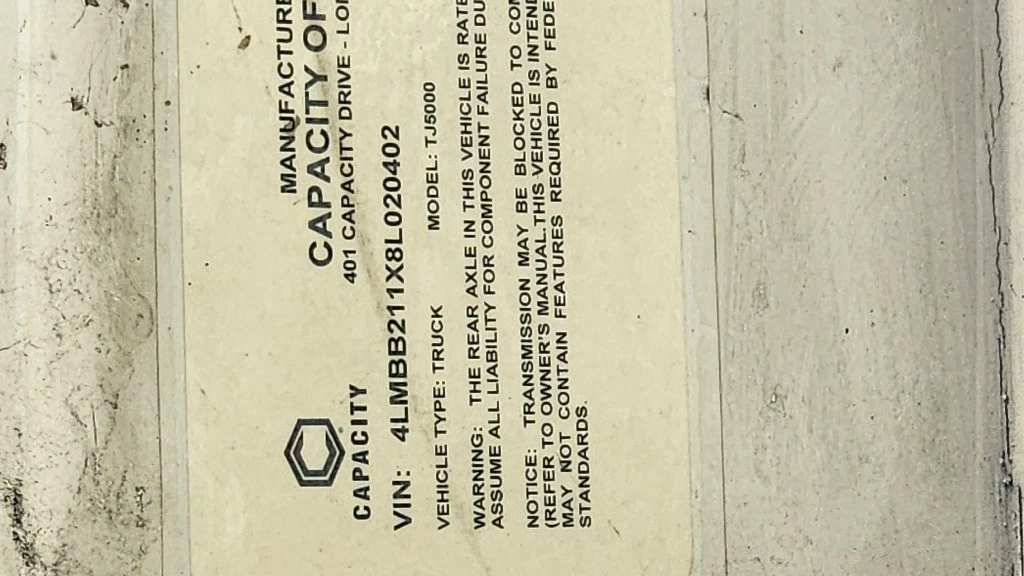 MANUFACTURE
CAPACITY OF
401 CAPACITY DRIVE - LO
CAPACITY
VIN: 4LMBB211X8L020402
VEHICLE TYPE: TRUCK MODEL: TJ5000
WARNING: THE REAR AXLE IN THIS VEHICLE IS RATE
ASSUME ALL LIABILITY FOR COMPONENT FAILURE DU
NOTICE: TRANSMISSION MAY BE BLOCKED TO COM
(REFER TO OWNER'S MANUAL.THIS VEHICLE IS INTEND
MAY NOT CONTAIN FEATURES REQUIRED BY FEDE
STANDARDS.